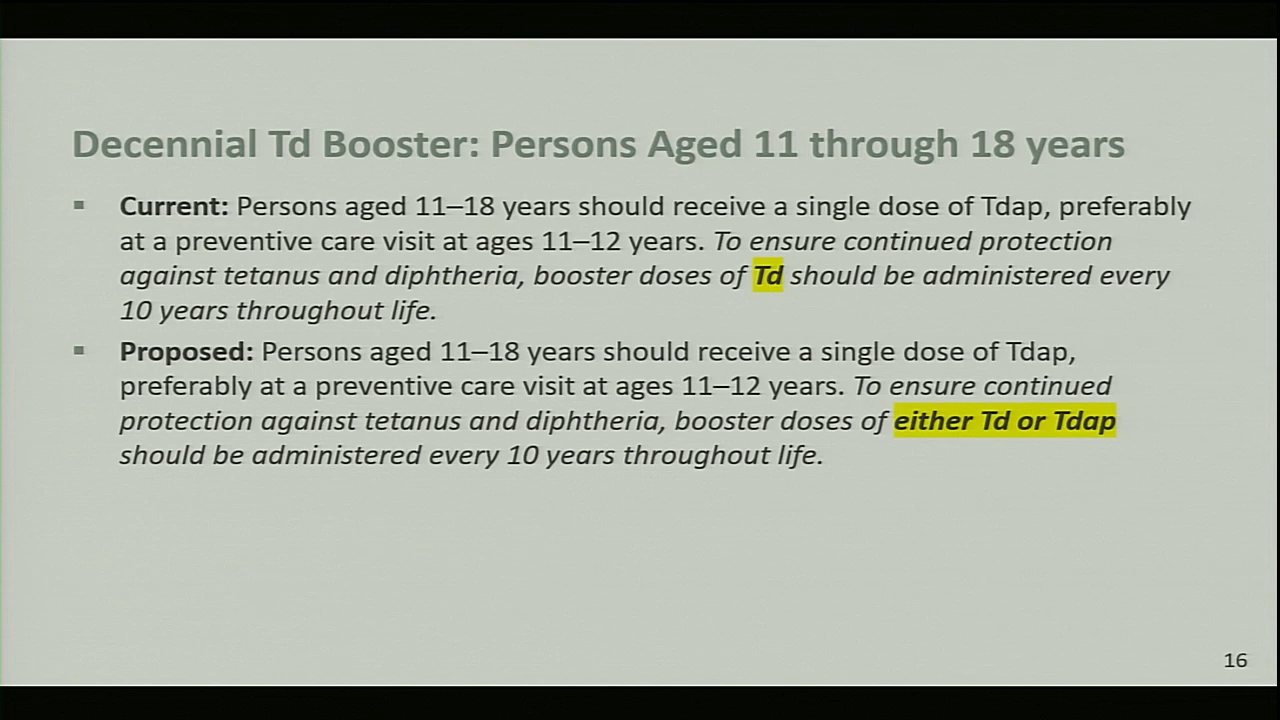 Decennial Td Booster: Persons Aged 11 through 18 years
▪ Current: Persons aged 11–18 years should receive a single dose of Tdap, preferably
at a preventive care visit at ages 11–12 years. To ensure continued protection
against tetanus and diphtheria, booster doses of Td should be administered every
10 years throughout life.
▪ Proposed: Persons aged 11–18 years should receive a single dose of Tdap,
preferably at a preventive care visit at ages 11–12 years. To ensure continued
protection against tetanus and diphtheria, booster doses of either Td or Tdap
should be administered every 10 years throughout life.
16